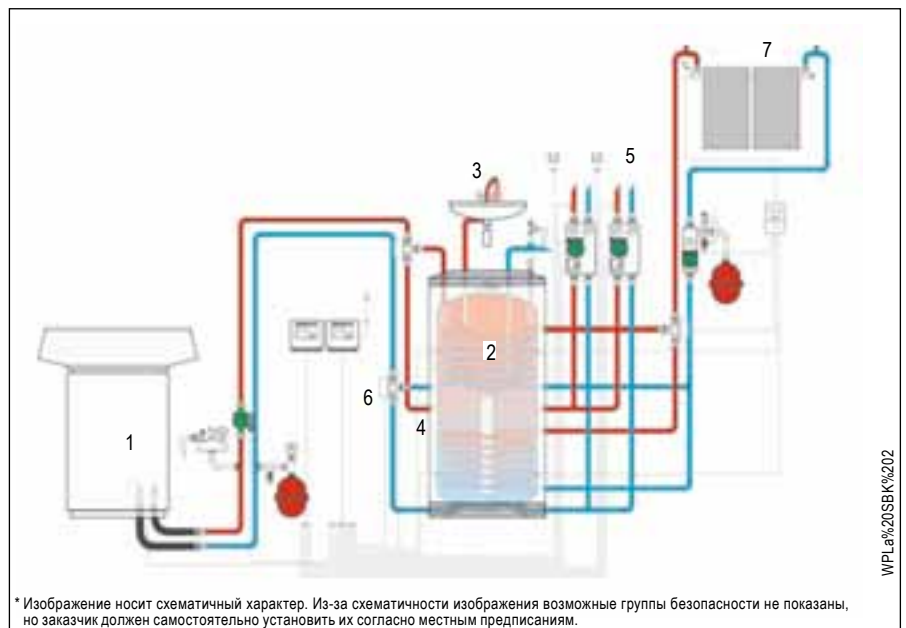 7
3
5
2
6
1
4
WPLa%20SBK%202
* Изображение носит схематичный характер. Из-за схематичности изображения возможные группы безопасности не показаны,
но заказчик должен самостоятельно установить их согласно местным предписаниям.